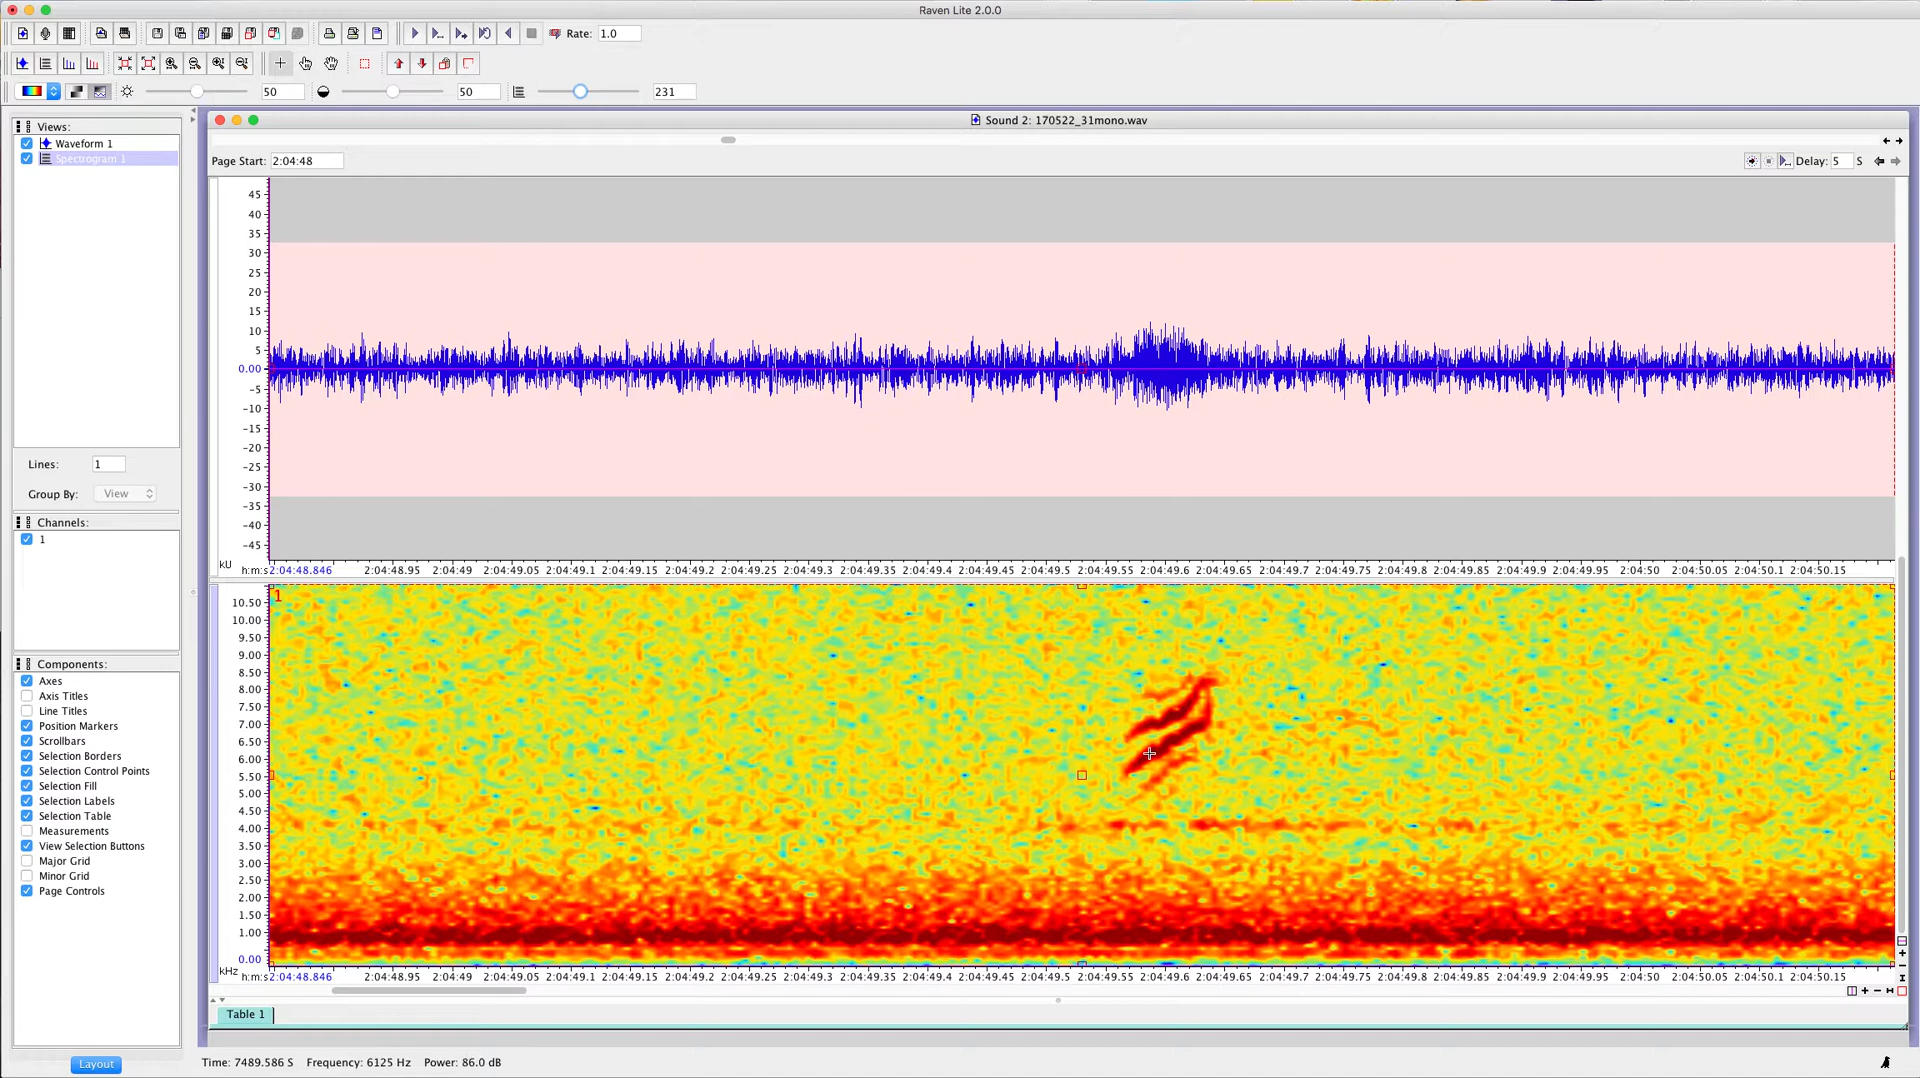 Raven Lite 2.0.0
Rate: 1.0
50 50 231
Views:
Waveform 1
Spectrogram 1
Lines: 1
Group By: View
Channels:
1
Components:
Axes
Axis Titles
Line Titles
Position Markers
Scrollbars
Selection Borders
Selection Control Points
Selection Fill
Selection Labels
Selection Table
Measurements
View Selection Buttons
Major Grid
Minor Grid
Page Controls
Layout
Sound 2: 170522_31mono.wav
Page Start: 2:04:48
Delay: 5 S
45
40
35
30
25
20
15
10
5
0.00
-5
-10
-15
-20
-25
-30
-35
-40
-45
kU
h:m:s 2:04:48.846 2:04:48.95 2:04:49 2:04:49.05 2:04:49.1 2:04:49.15 2:04:49.2 2:04:49.25 2:04:49.3 2:04:49.35 2:04:49.4 2:04:49.45 2:04:49.5 2:04:49.55 2:04:49.6 2:04:49.65 2:04:49.7 2:04:49.75 2:04:49.8 2:04:49.85 2:04:49.9 2:04:49.95 2:04:50 2:04:50.05 2:04:50.1 2:04:50.15
1
10.50
10.00
9.50
9.00
8.50
8.00
7.50
7.00
6.50
6.00
5.50
5.00
4.50
4.00
3.50
3.00
2.50
2.00
1.50
1.00
0.00
kHz
h:m:s 2:04:48.846 2:04:48.95 2:04:49 2:04:49.05 2:04:49.1 2:04:49.15 2:04:49.2 2:04:49.25 2:04:49.3 2:04:49.35 2:04:49.4 2:04:49.45 2:04:49.5 2:04:49.55 2:04:49.6 2:04:49.65 2:04:49.7 2:04:49.75 2:04:49.8 2:04:49.85 2:04:49.9 2:04:49.95 2:04:50 2:04:50.05 2:04:50.1 2:04:50.15
Table 1
Time: 7489.586 S Frequency: 6125 Hz Power: 86.0 dB